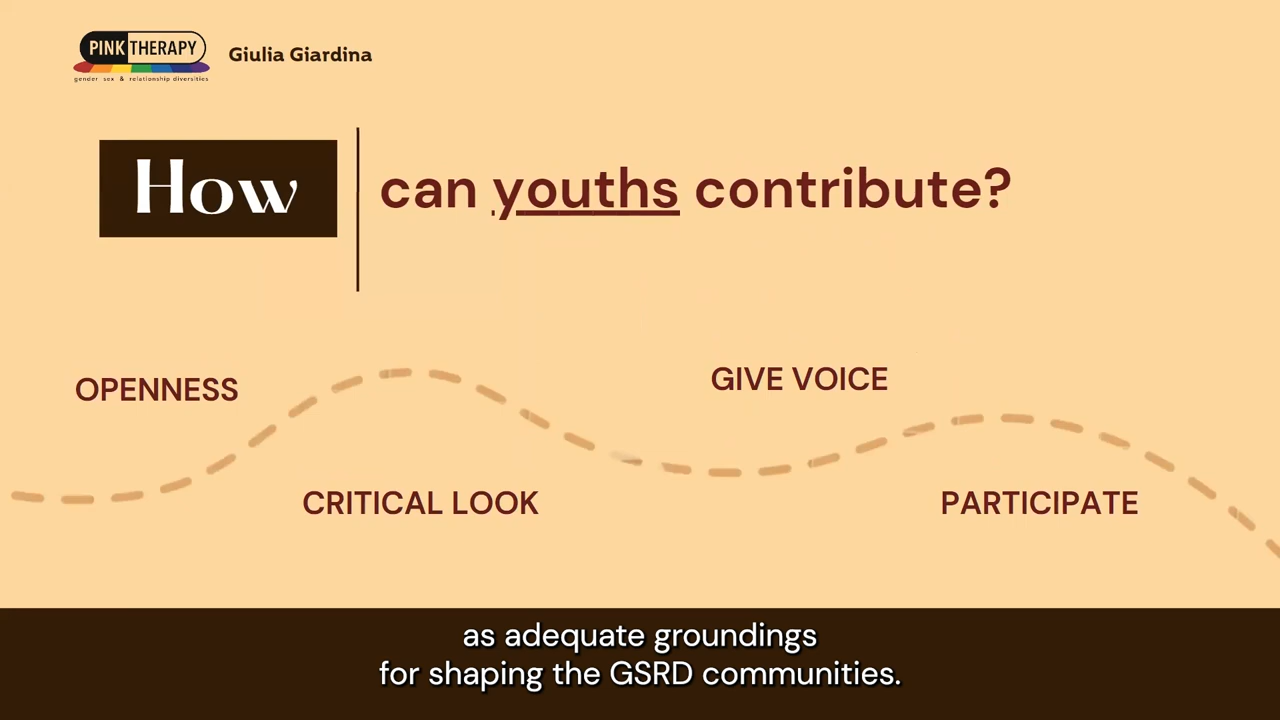 PINK THERAPY
gender sex & relationship diversities
Giulia Giardina
How can youths contribute?
OPENNESS
GIVE VOICE
CRITICAL LOOK
PARTICIPATE
as adequate groundings
for shaping the GSRD communities.